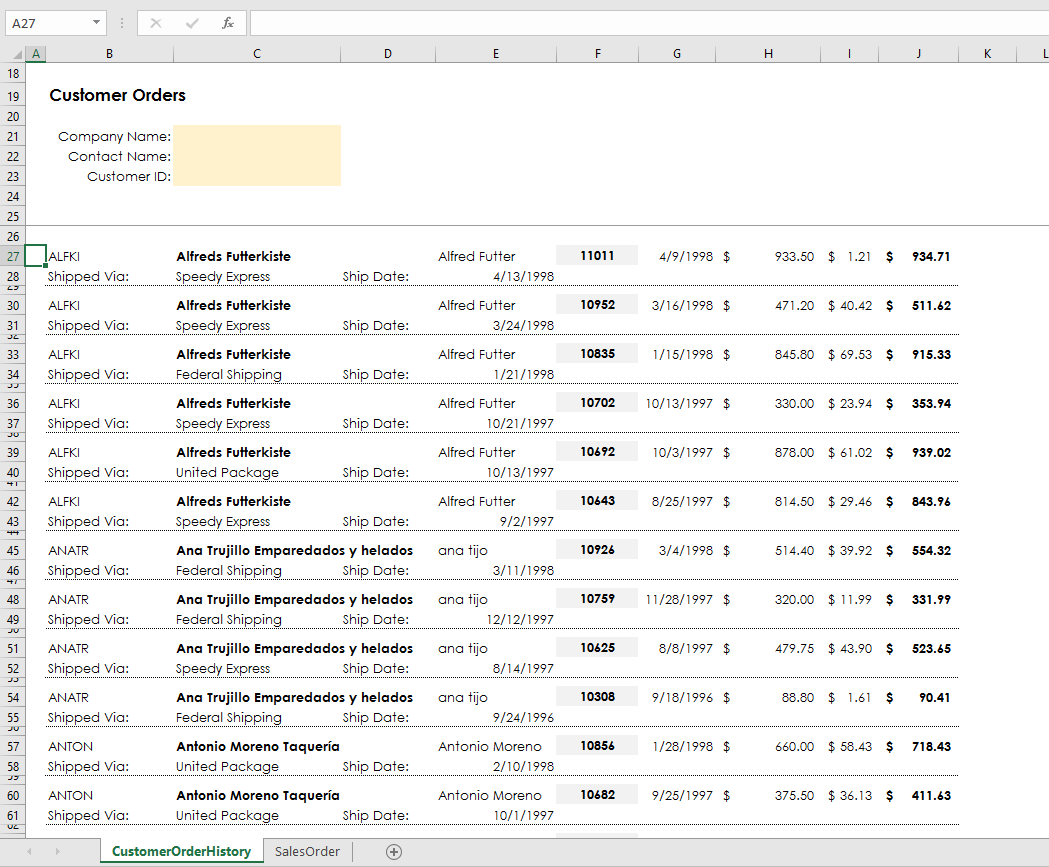 A27 fx
A B C D E F G H I J K L
18
19 Customer Orders
20
21 Company Name:
22 Contact Name:
23 Customer ID:
24
25
26
27 ALFKI Alfreds Futterkiste Alfred Futter 11011 4/9/1998 $ 933.50 $ 1.21 $ 934.71
28 Shipped Via: Speedy Express Ship Date: 4/13/1998
29
30 ALFKI Alfreds Futterkiste Alfred Futter 10952 3/16/1998 $ 471.20 $ 40.42 $ 511.62
31 Shipped Via: Speedy Express Ship Date: 3/24/1998
32
33 ALFKI Alfreds Futterkiste Alfred Futter 10835 1/15/1998 $ 845.80 $ 69.53 $ 915.33
34 Shipped Via: Federal Shipping Ship Date: 1/21/1998
35
36 ALFKI Alfreds Futterkiste Alfred Futter 10702 10/13/1997 $ 330.00 $ 23.94 $ 353.94
37 Shipped Via: Speedy Express Ship Date: 10/21/1997
38
39 ALFKI Alfreds Futterkiste Alfred Futter 10692 10/3/1997 $ 878.00 $ 61.02 $ 939.02
40 Shipped Via: United Package Ship Date: 10/13/1997
41
42 ALFKI Alfreds Futterkiste Alfred Futter 10643 8/25/1997 $ 814.50 $ 29.46 $ 843.96
43 Shipped Via: Speedy Express Ship Date: 9/2/1997
44
45 ANATR Ana Trujillo Emparedados y helados ana tijo 10926 3/4/1998 $ 514.40 $ 39.92 $ 554.32
46 Shipped Via: Federal Shipping Ship Date: 3/11/1998
47
48 ANATR Ana Trujillo Emparedados y helados ana tijo 10759 11/28/1997 $ 320.00 $ 11.99 $ 331.99
49 Shipped Via: Federal Shipping Ship Date: 12/12/1997
50
51 ANATR Ana Trujillo Emparedados y helados ana tijo 10625 8/8/1997 $ 479.75 $ 43.90 $ 523.65
52 Shipped Via: Speedy Express Ship Date: 8/14/1997
53
54 ANATR Ana Trujillo Emparedados y helados ana tijo 10308 9/18/1996 $ 88.80 $ 1.61 $ 90.41
55 Shipped Via: Federal Shipping Ship Date: 9/24/1996
56
57 ANTON Antonio Moreno Taquería Antonio Moreno 10856 1/28/1998 $ 660.00 $ 58.43 $ 718.43
58 Shipped Via: United Package Ship Date: 2/10/1998
59
60 ANTON Antonio Moreno Taquería Antonio Moreno 10682 9/25/1997 $ 375.50 $ 36.13 $ 411.63
61 Shipped Via: United Package Ship Date: 10/1/1997
62
CustomerOrderHistory SalesOrder